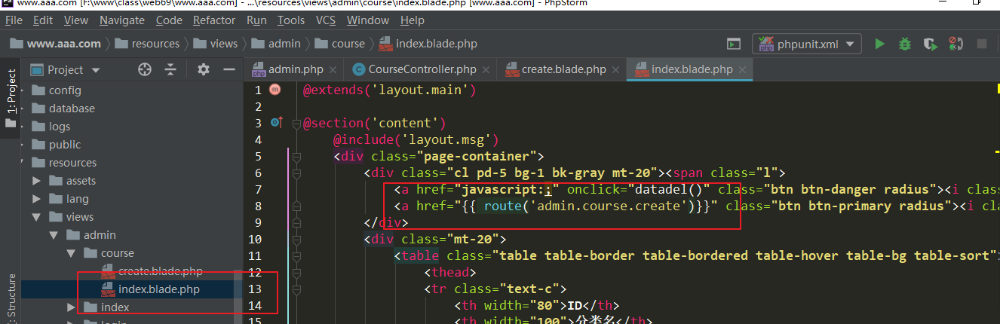 www.aaa.com [F:\www\class\web69\www.aaa.com] - ...\resources\views\admin\course\index.blade.php [www.aaa.com] - PhpStorm
File Edit View Navigate Code Refactor Run Tools VCS Window Help
www.aaa.com resources views admin course index.blade.php phpunit.xml
1: Project
Project
admin.php CourseController.php create.blade.php index.blade.php
config
database
logs
public
resources
assets
lang
views
admin
course
create.blade.php
index.blade.php
index
login
Structure
1 @extends('layout.main')
2
3 @section('content')
4 @include('layout.msg')
5 <div class="page-container">
6 <div class="cl pd-5 bg-1 bk-gray mt-20"><span class="l">
7 <a href="javascript:;" onclick="datadel()" class="btn btn-danger radius"><i clas
8 <a href="{{ route('admin.course.create')}}" class="btn btn-primary radius"><i cl
9 </div>
10 <div class="mt-20">
11 <table class="table table-border table-bordered table-hover table-bg table-sort">
12 <thead>
13 <tr class="text-c">
14 <th width="80">ID</th>
15 <th width="100">分类名</th>